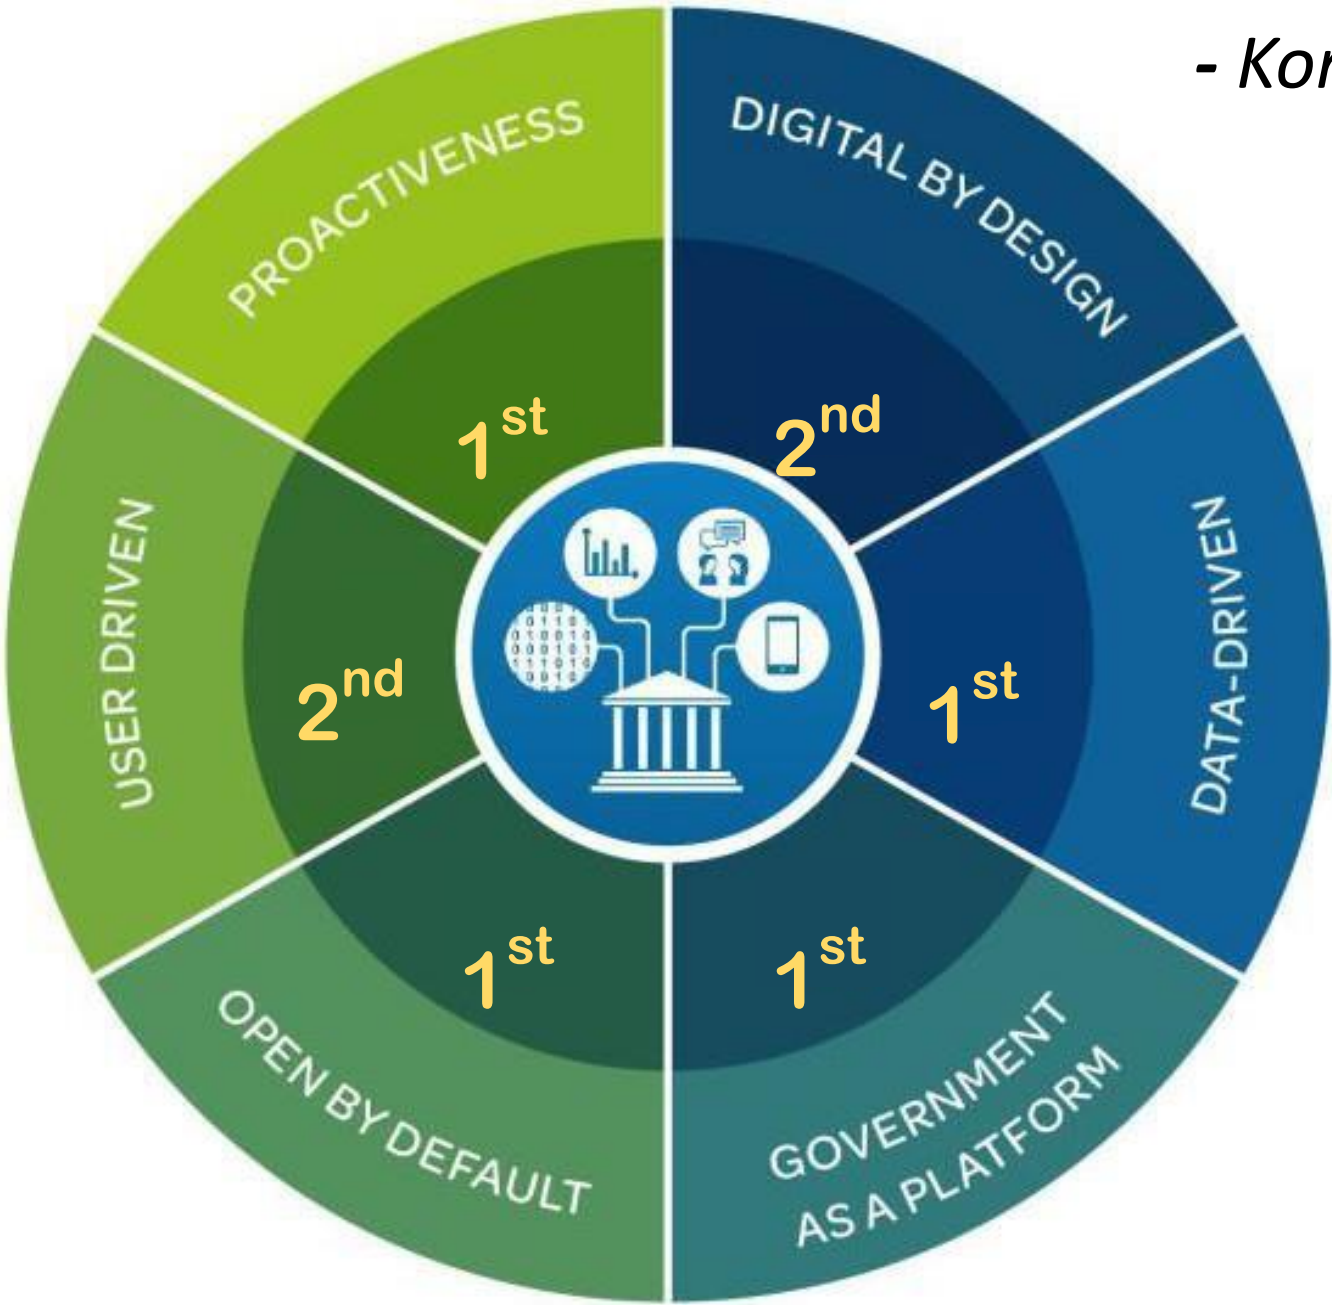 - Kor
PROACTIVENESS
1st
DIGITAL BY DESIGN
2nd
DATA-DRIVEN
1st
GOVERNMENT
AS A PLATFORM
1st
OPEN BY DEFAULT
1st
USER DRIVEN
2nd